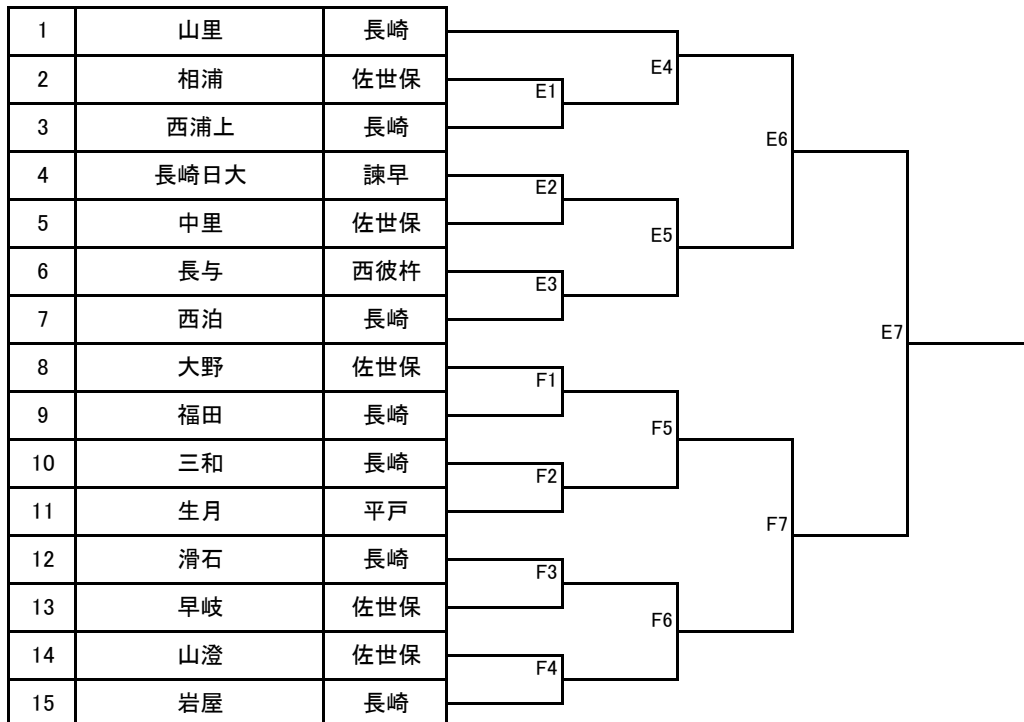 1 山里 長崎
2 相浦 佐世保
3 西浦上 長崎
4 長崎日大 諫早
5 中里 佐世保
6 長与 西彼杵
7 西泊 長崎
8 大野 佐世保
9 福田 長崎
10 三和 長崎
11 生月 平戸
12 滑石 長崎
13 早岐 佐世保
14 山澄 佐世保
15 岩屋 長崎
E1
E2
E3
F1
F2
F3
F4
E4
E5
F5
F6
E6
F7
E7